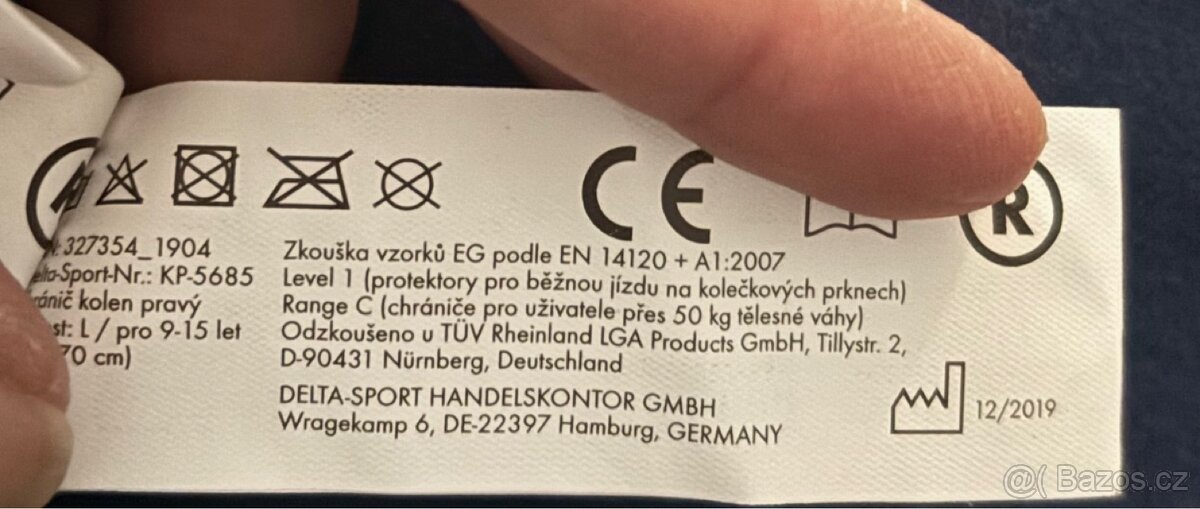 CE
R
327354_1904
Delta-Sport-Nr.: KP-5685
kolen pravý
L / pro 9-15 let
70 cm)
Zkouška vzorků EG podle EN 14120 + A1:2007
Level 1 (protektory pro běžnou jízdu na kolečkových prknech)
Range C (chrániče pro uživatele přes 50 kg tělesné váhy)
Odzkoušeno u TÜV Rheinland LGA Products GmbH, Tillystr. 2,
D-90431 Nürnberg, Deutschland
DELTA-SPORT HANDELSKONTOR GMBH
Wragekamp 6, DE-22397 Hamburg, GERMANY
12/2019
@( Bazos.cz